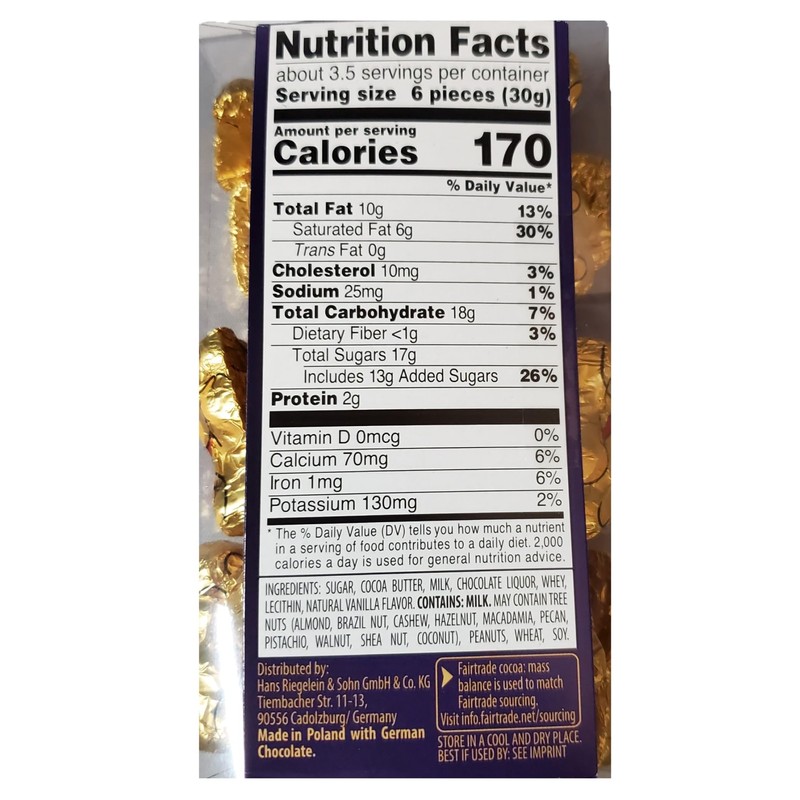 Nutrition Facts
about 3.5 servings per container
Serving size 6 pieces (30g)
Amount per serving
Calories 170
% Daily Value*
Total Fat 10g 13%
Saturated Fat 6g 30%
Trans Fat 0g
Cholesterol 10mg 3%
Sodium 25mg 1%
Total Carbohydrate 18g 7%
Dietary Fiber <1g 3%
Total Sugars 17g
Includes 13g Added Sugars 26%
Protein 2g
Vitamin D 0mcg 0%
Calcium 70mg 6%
Iron 1mg 6%
Potassium 130mg 2%
* The % Daily Value (DV) tells you how much a nutrient
in a serving of food contributes to a daily diet. 2,000
calories a day is used for general nutrition advice.
INGREDIENTS: SUGAR, COCOA BUTTER, MILK, CHOCOLATE LIQUOR, WHEY,
LECITHIN, NATURAL VANILLA FLAVOR. CONTAINS: MILK. MAY CONTAIN TREE
NUTS (ALMOND, BRAZIL NUT, CASHEW, HAZELNUT, MACADAMIA, PECAN,
PISTACHIO, WALNUT, SHEA NUT, COCONUT), PEANUTS, WHEAT, SOY.
Distributed by:
Hans Riegelein & Sohn GmbH & Co. KG
Tiembacher Str. 11-13,
90556 Cadolzburg/ Germany
Made in Poland with German
Chocolate.
Fairtrade cocoa: mass
balance is used to match
Fairtrade sourcing.
Visit info.fairtrade.net/sourcing
STORE IN A COOL AND DRY PLACE.
BEST IF USED BY: SEE IMPRINT